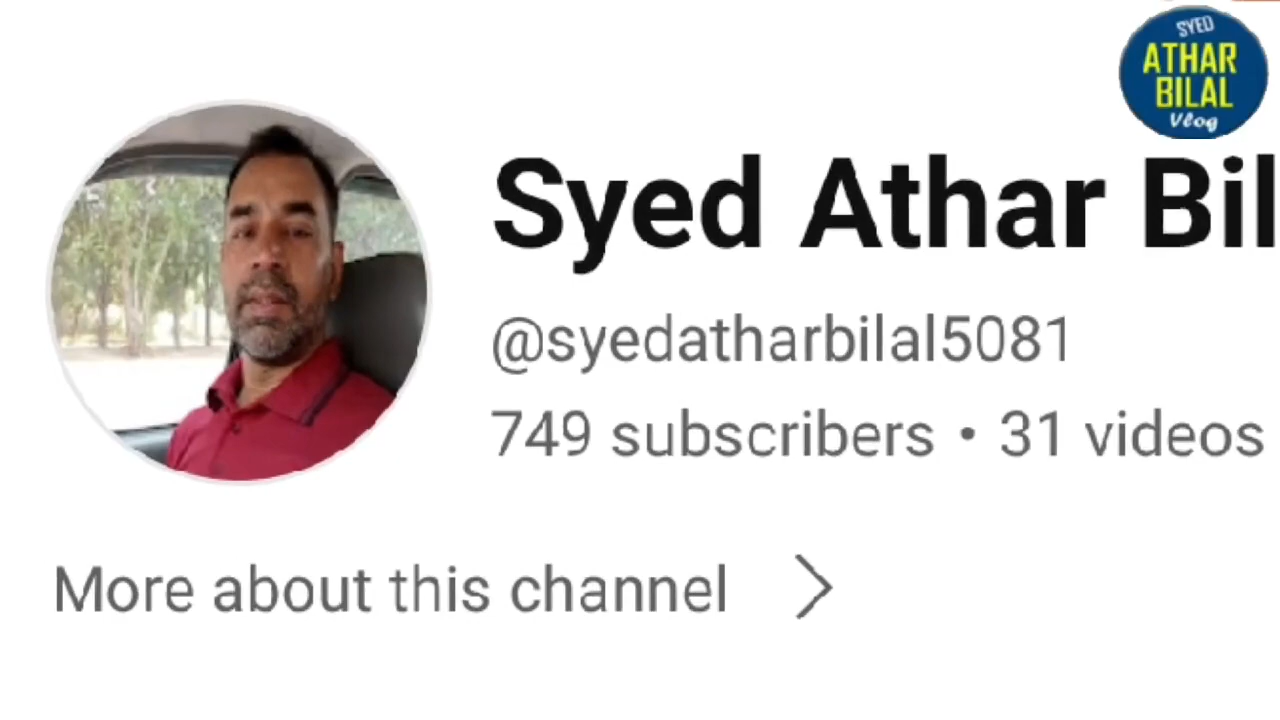 SYED
ATHAR
BILAL
Vlog
Syed Athar Bil
@syedatharbilal5081
749 subscribers • 31 videos
More about this channel